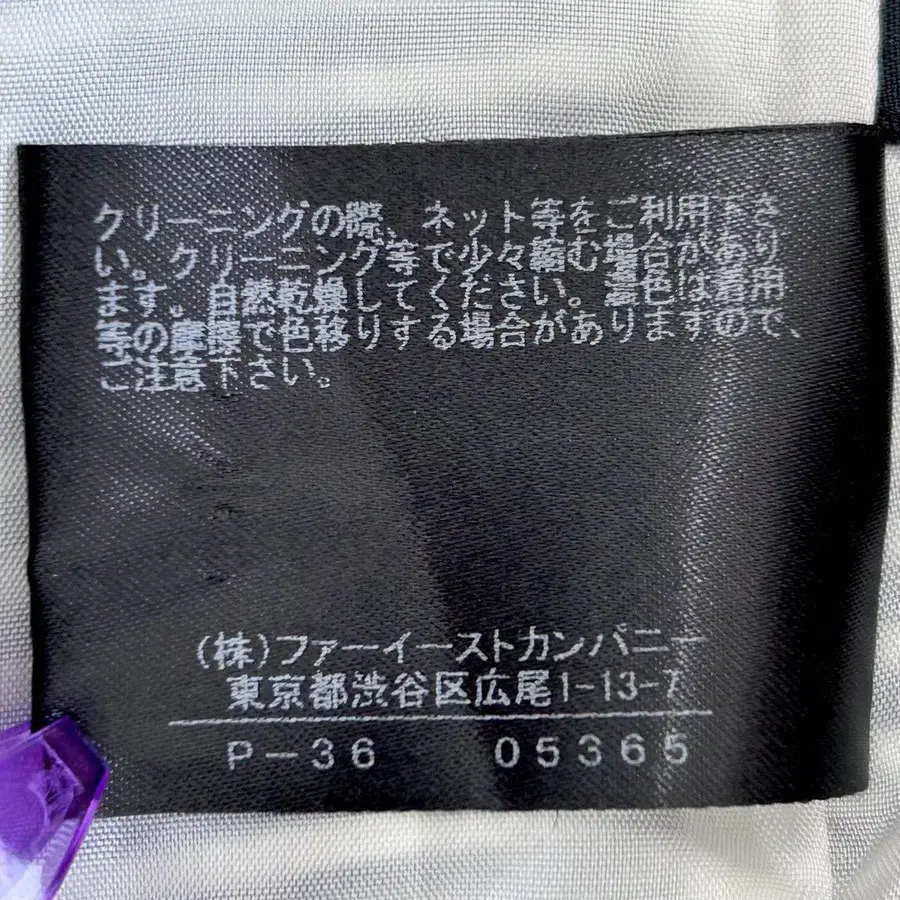 クリーニングの際、ネット等をご利用下さ
い。クリーニング等で少々縮む場合があり
ます。自然乾燥してください。濃色は着用
等の摩擦で色移りする場合がありますので、
ご注意下さい。
(株)ファーイーストカンパニー
東京都渋谷区広尾1-13-7
P-36 05365